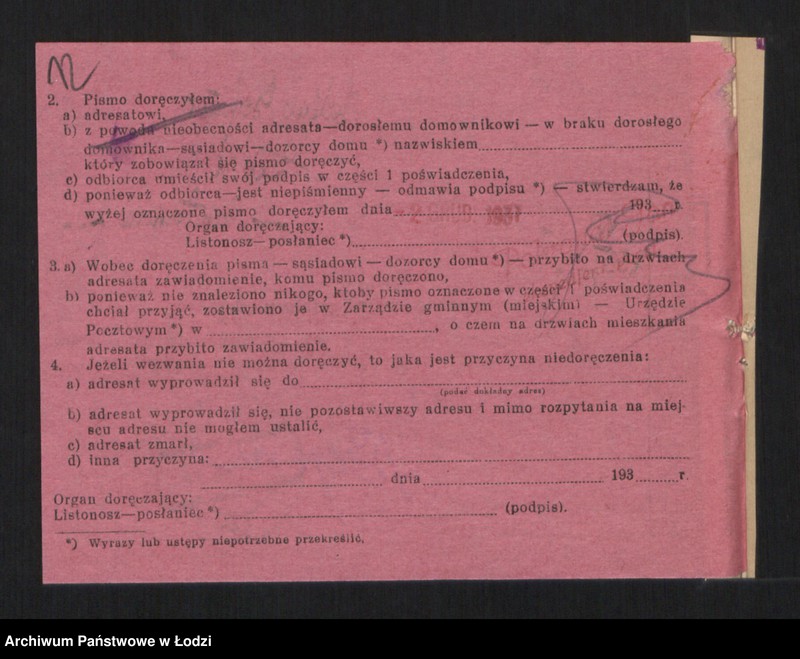 2. Pismo doręczyłem:
a) adresatowi,
b) z powodu nieobecności adresata—dorosłemu domownikowi — w braku dorosłego
domownika—sąsiadowi—dozorcy domu *) nazwiskiem
który zobowiązał się pismo doręczyć,
c) odbiorca umieścił swój podpis w części 1 poświadczenia,
d) ponieważ odbiorca—jest niepiśmienny — odmawia podpisu *) — stwierdzam, że
wyżej oznaczone pismo doręczyłem dnia 2 1937 193 r.
Organ doręczający:
Listonosz—posłaniec *) (podpis).
3. a) Wobec doręczenia pisma — sąsiadowi — dozorcy domu *) — przybito na drzwiach
adresata zawiadomienie, komu pismo doręczono,
b) ponieważ nie znaleziono nikogo, ktoby pismo oznaczone w części 1 poświadczenia
chciał przyjąć, zostawiono je w Zarządzie gminnym (miejskim) — Urzędzie
Pocztowym *) w , o czem na drzwiach mieszkania
adresata przybito zawiadomienie.
4. Jeżeli wezwania nie można doręczyć, to jaka jest przyczyna niedoręczenia:
a) adresat wyprowadził się do
(podać dokładny adres)
b) adresat wyprowadził się, nie pozostawiwszy adresu i mimo rozpytania na miej-
scu adresu nie mogłem ustalić,
c) adresat zmarł,
d) inna przyczyna:
dnia 193 r.
Organ doręczający:
Listonosz—posłaniec *) (podpis).
*) Wyrazy lub ustępy niepotrzebne przekreślić.
Archiwum Państwowe w Łodzi